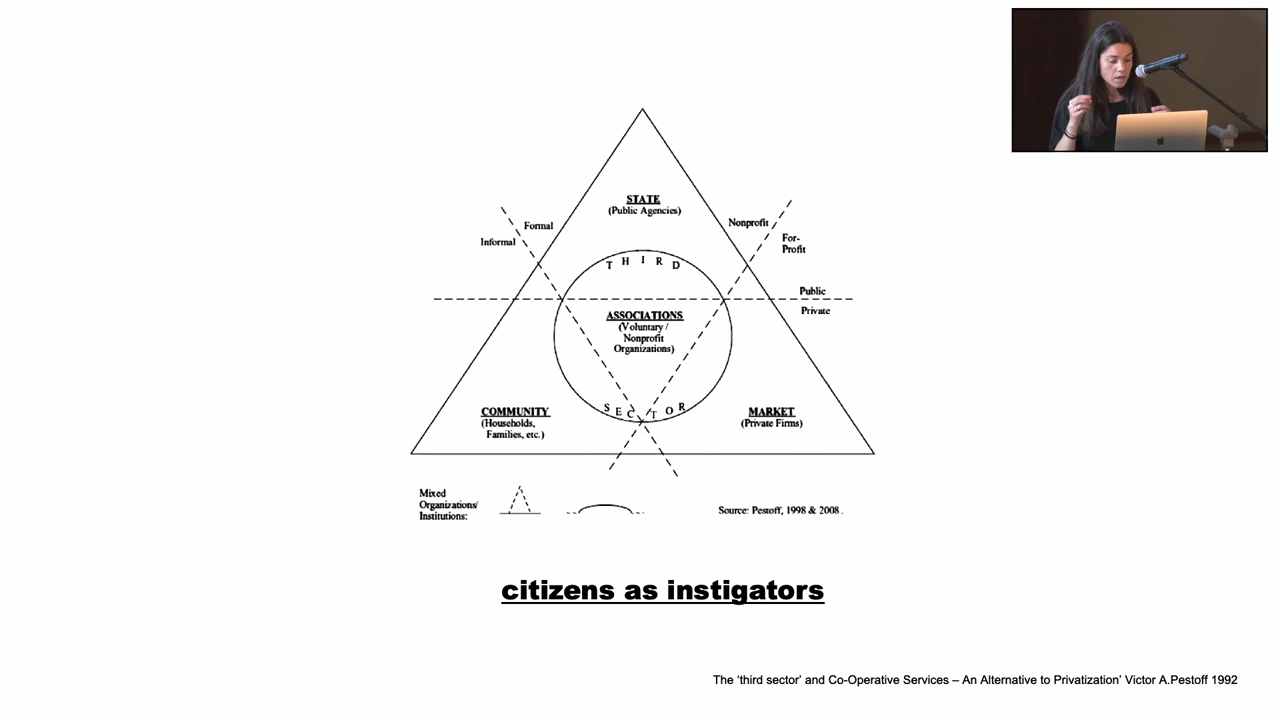 STATE
(Public Agencies)
Formal
Informal
Nonprofit
For-
Profit
THIRD
Public
Private
ASSOCIATIONS
(Voluntary /
Nonprofit
Organizations)
SECTOR
COMMUNITY
(Households,
Families, etc.)
MARKET
(Private Firms)
Mixed
Organizations/
Institutions:
Source: Pestoff, 1998 & 2008.
citizens as instigators
The ‘third sector’ and Co-Operative Services – An Alternative to Privatization’ Victor A.Pestoff 1992